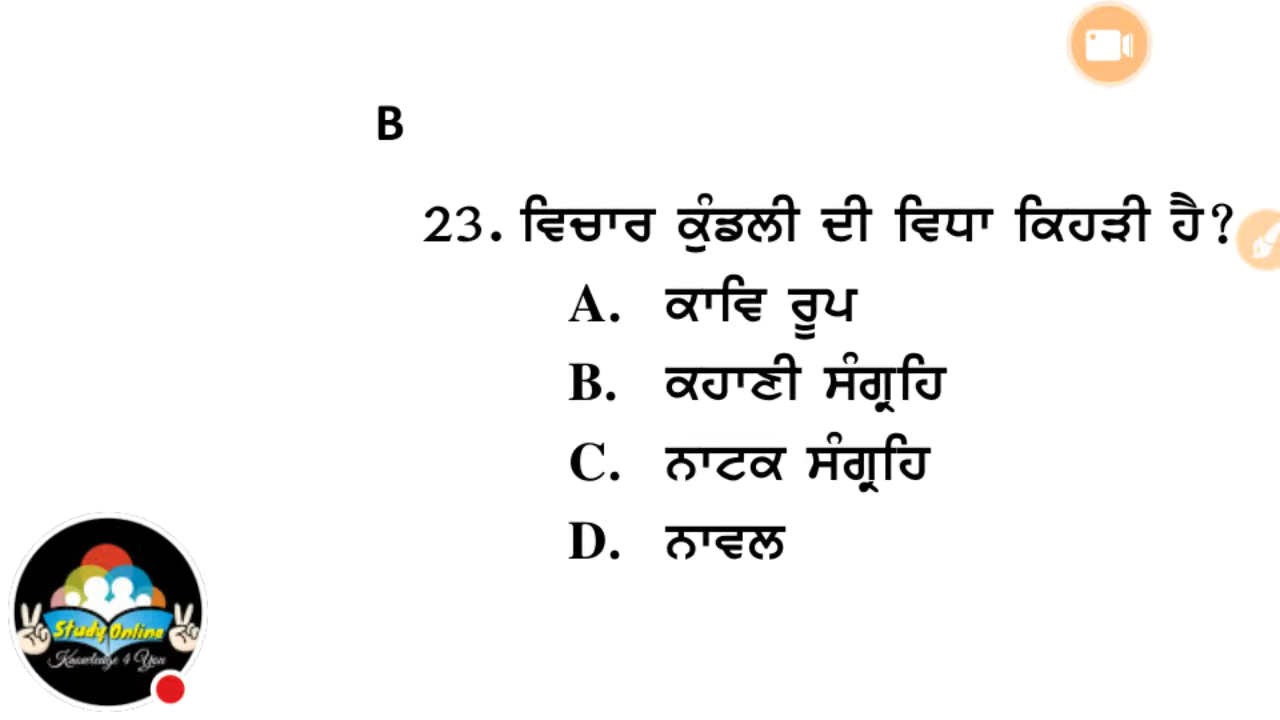 B
23. ਵਿਚਾਰ ਕੁੰਡਲੀ ਦੀ ਵਿਧਾ ਕਿਹੜੀ ਹੈ?
A. ਕਾਵਿ ਰੂਪ
B. ਕਹਾਣੀ ਸੰਗ੍ਰਹਿ
C. ਨਾਟਕ ਸੰਗ੍ਰਹਿ
D. ਨਾਵਲ
Study Online
Knowledge 4 You